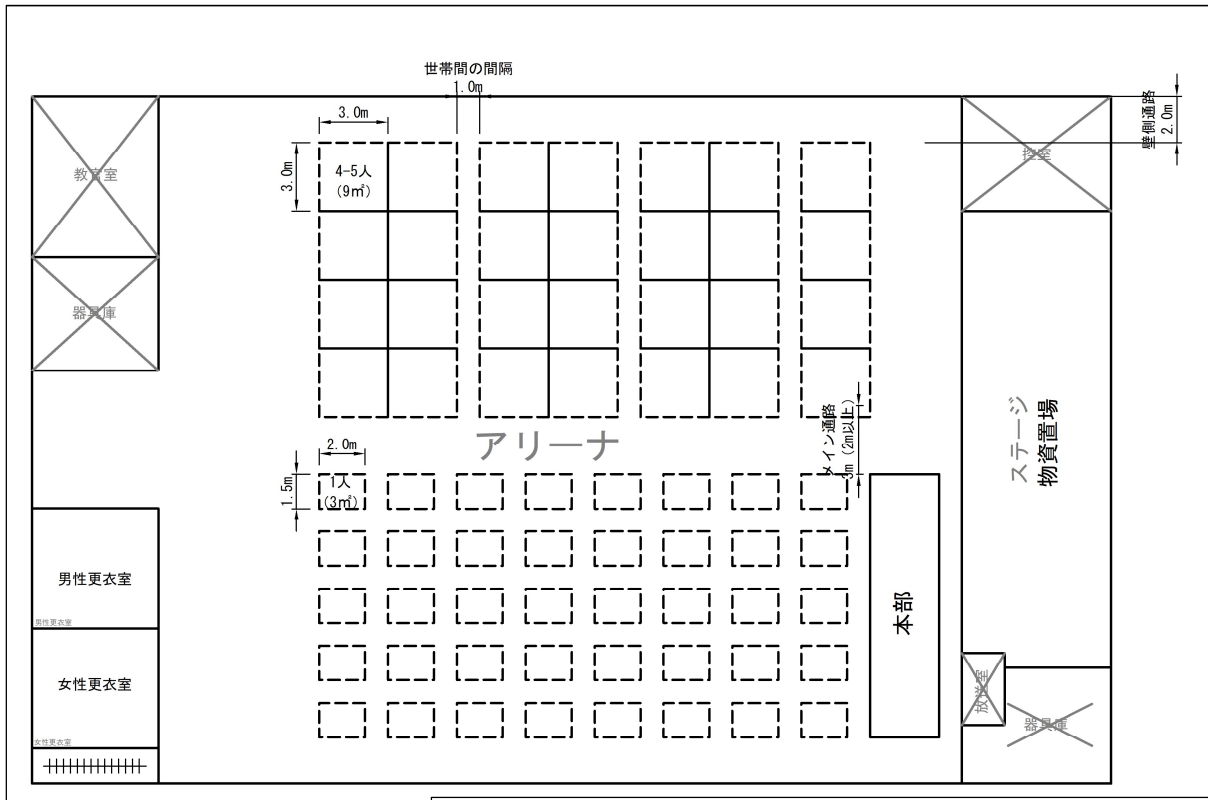 世帯間の間隔
1.0m
壁側通路
2.0m
3.0m
3.0m
4-5人
(9㎡)
教官室
控室
器具庫
アリーナ
メイン通路
3m（2m以上）
ステージ
物資置場
2.0m
1.5m
1人
(3㎡)
本部
男性更衣室
男性更衣室
女性更衣室
女性更衣室
放送室
器具庫